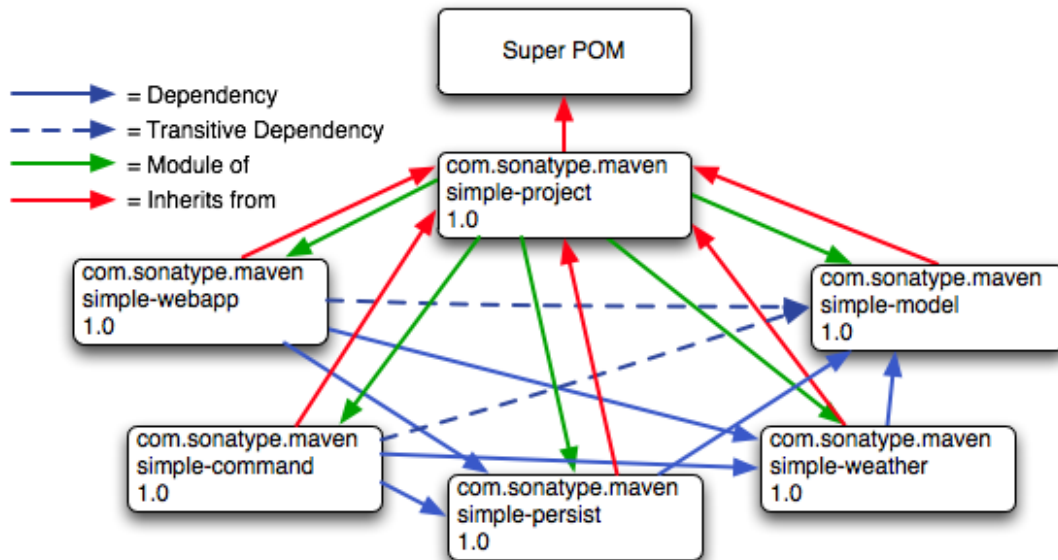 Super POM
= Dependency
= Transitive Dependency
= Module of
= Inherits from
com.sonatype.maven
simple-project
1.0
com.sonatype.maven
simple-webapp
1.0
com.sonatype.maven
simple-model
1.0
com.sonatype.maven
simple-command
1.0
com.sonatype.maven
simple-persist
1.0
com.sonatype.maven
simple-weather
1.0